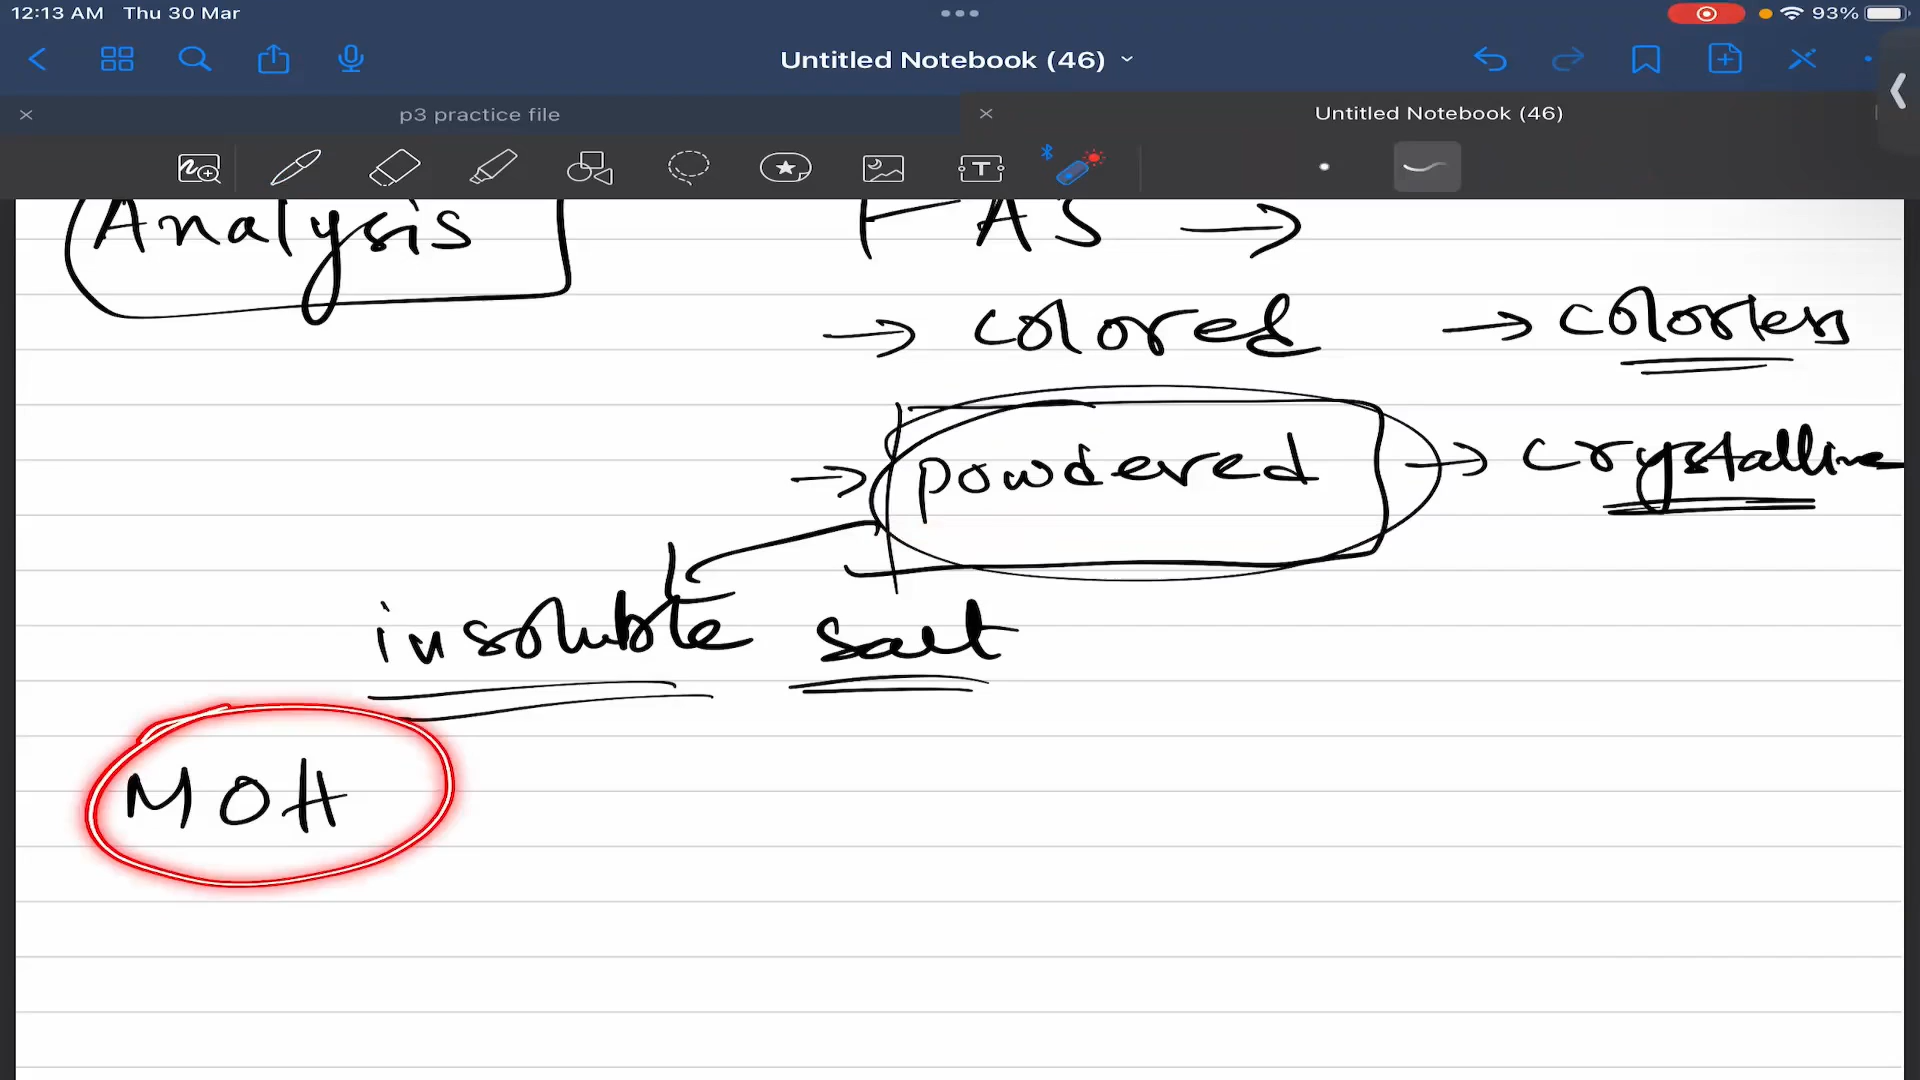 12:13 AM Thu 30 Mar
93%
Untitled Notebook (46)
p3 practice file
Untitled Notebook (46)
T
Analysis
FAS →
→ colored → colorless
→ powdered → crystalline
insoluble salt
MOH